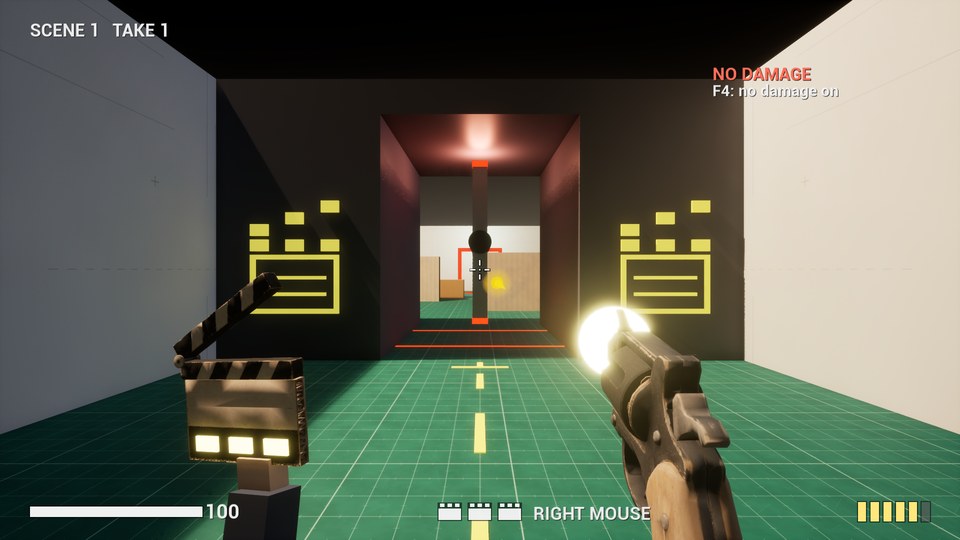 SCENE 1 TAKE 1
NO DAMAGE
F4: no damage on
100
RIGHT MOUSE